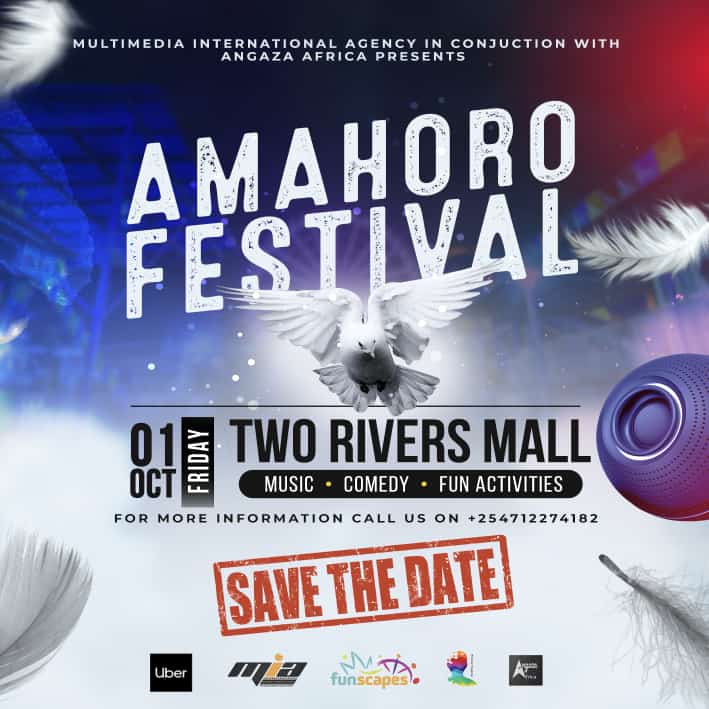 MULTIMEDIA INTERNATIONAL AGENCY IN CONJUCTION WITH
ANGAZA AFRICA PRESENTS
AMAHORO
FESTIVAL
01
OCT
FRIDAY
TWO RIVERS MALL
MUSIC • COMEDY • FUN ACTIVITIES
FOR MORE INFORMATION CALL US ON +254712274182
SAVE THE DATE
Uber
mia
funscapes